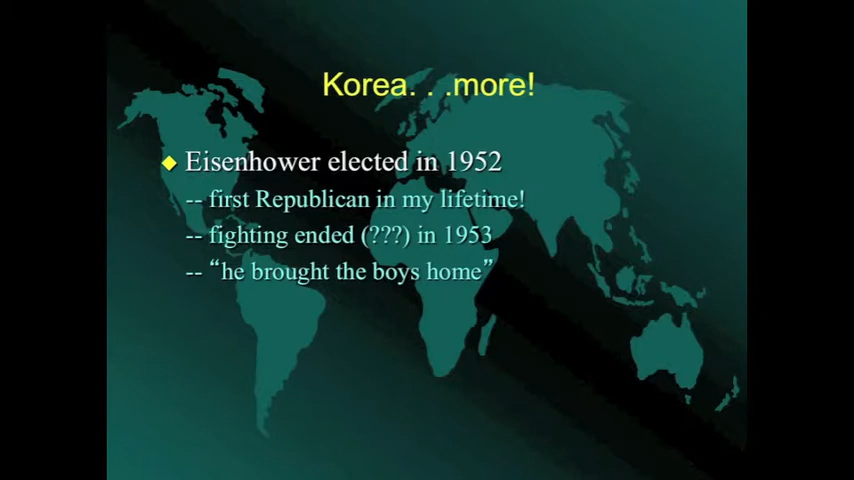 Korea. . .more!
Eisenhower elected in 1952
-- first Republican in my lifetime!
-- fighting ended (???) in 1953
-- “he brought the boys home”